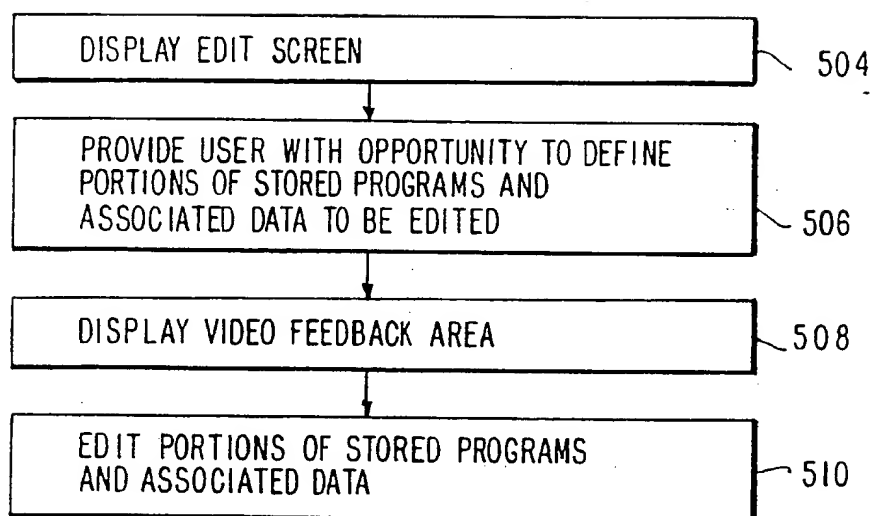 DISPLAY EDIT SCREEN
504
PROVIDE USER WITH OPPORTUNITY TO DEFINE
PORTIONS OF STORED PROGRAMS AND
ASSOCIATED DATA TO BE EDITED
506
DISPLAY VIDEO FEEDBACK AREA
508
EDIT PORTIONS OF STORED PROGRAMS
AND ASSOCIATED DATA
510